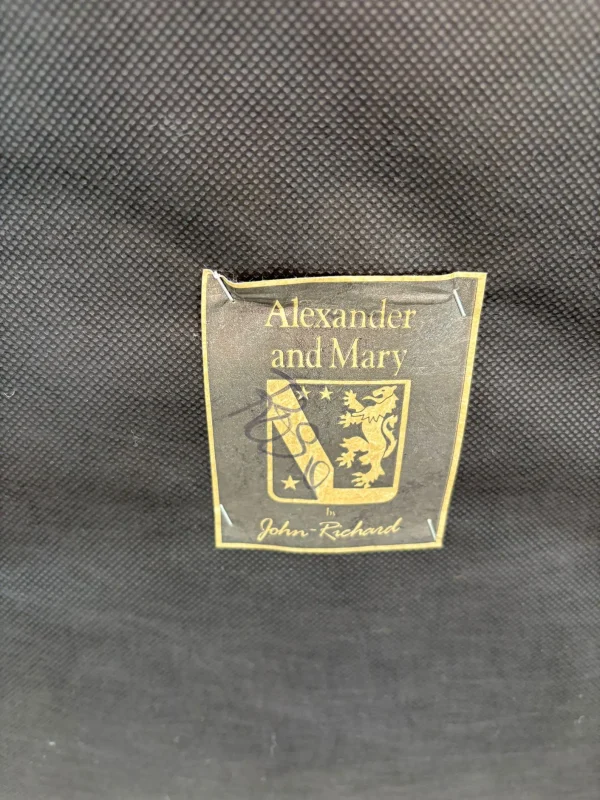 Alexander
and Mary
by
John-Richard